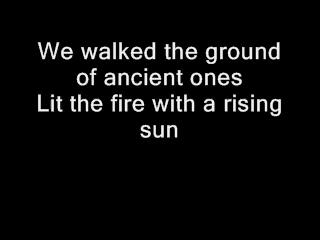 We walked the ground
of ancient ones
Lit the fire with a rising
sun